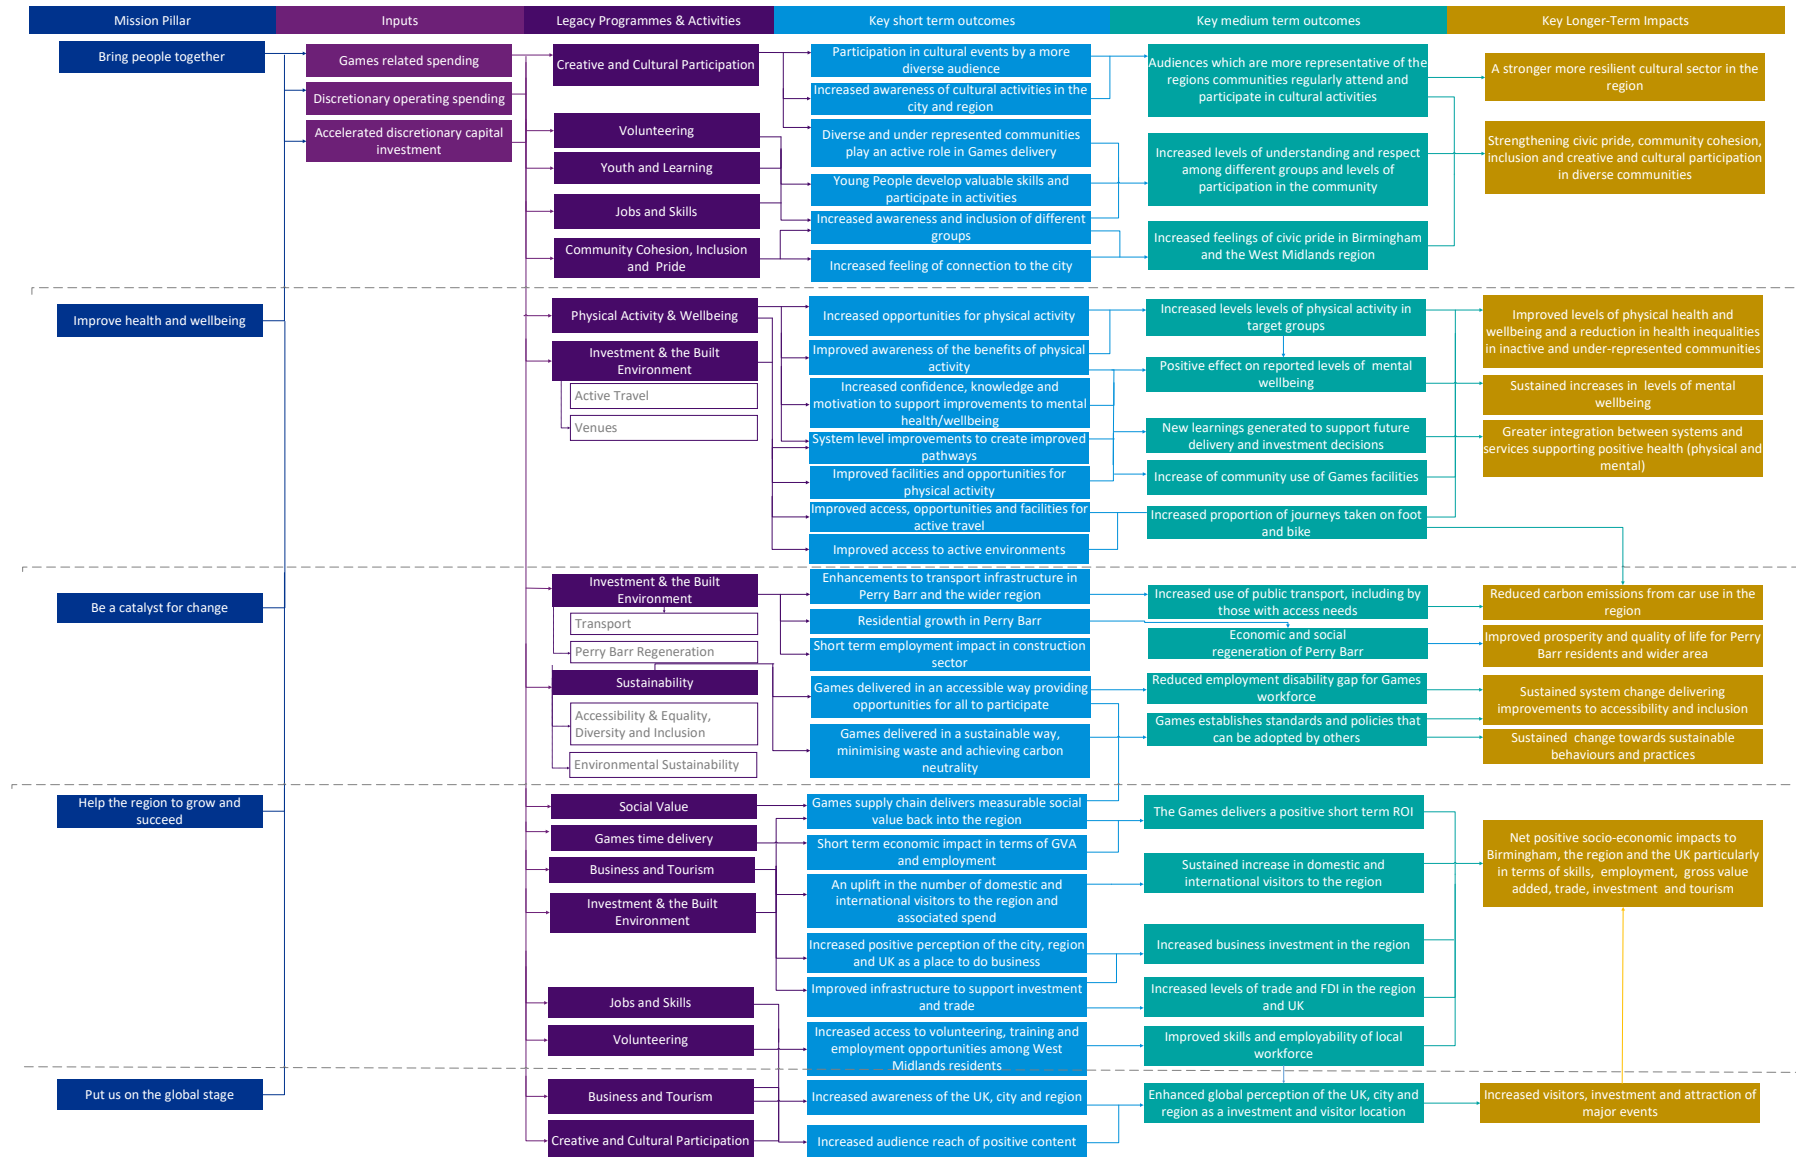 Mission Pillar
Inputs
Legacy Programmes & Activities
Key short term outcomes
Key medium term outcomes
Key Longer-Term Impacts
Bring people together
Games related spending
Discretionary operating spending
Accelerated discretionary capital
investment
Creative and Cultural Participation
Volunteering
Youth and Learning
Jobs and Skills
Community Cohesion, Inclusion
and Pride
Participation in cultural events by a more
diverse audience
Increased awareness of cultural activities in the
city and region
Diverse and under represented communities
play an active role in Games delivery
Young People develop valuable skills and
participate in activities
Increased awareness and inclusion of different
groups
Increased feeling of connection to the city
Audiences which are more representative of the
regions communities regularly attend and
participate in cultural activities
Increased levels of understanding and respect
among different groups and levels of
participation in the community
Increased feelings of civic pride in Birmingham
and the West Midlands region
A stronger more resilient cultural sector in the
region
Strengthening civic pride, community cohesion,
inclusion and creative and cultural participation
in diverse communities
Improve health and wellbeing
Physical Activity & Wellbeing
Investment & the Built
Environment
Active Travel
Venues
Increased opportunities for physical activity
Improved awareness of the benefits of physical
activity
Increased confidence, knowledge and
motivation to support improvements to mental
health/wellbeing
System level improvements to create improved
pathways
Improved facilities and opportunities for
physical activity
Improved access, opportunities and facilities for
active travel
Improved access to active environments
Increased levels levels of physical activity in
target groups
Positive effect on reported levels of mental
wellbeing
New learnings generated to support future
delivery and investment decisions
Increase of community use of Games facilities
Increased proportion of journeys taken on foot
and bike
Improved levels of physical health and
wellbeing and a reduction in health inequalities
in inactive and under-represented communities
Sustained increases in levels of mental
wellbeing
Greater integration between systems and
services supporting positive health (physical and
mental)
Be a catalyst for change
Investment & the Built
Environment
Transport
Perry Barr Regeneration
Sustainability
Accessibility & Equality,
Diversity and Inclusion
Environmental Sustainability
Enhancements to transport infrastructure in
Perry Barr and the wider region
Residential growth in Perry Barr
Short term employment impact in construction
sector
Games delivered in an accessible way providing
opportunities for all to participate
Games delivered in a sustainable way,
minimising waste and achieving carbon
neutrality
Increased use of public transport, including by
those with access needs
Economic and social
regeneration of Perry Barr
Reduced employment disability gap for Games
workforce
Games establishes standards and policies that
can be adopted by others
Reduced carbon emissions from car use in the
region
Improved prosperity and quality of life for Perry
Barr residents and wider area
Sustained system change delivering
improvements to accessibility and inclusion
Sustained change towards sustainable
behaviours and practices
Help the region to grow and
succeed
Social Value
Games time delivery
Business and Tourism
Investment & the Built
Environment
Jobs and Skills
Volunteering
Games supply chain delivers measurable social
value back into the region
Short term economic impact in terms of GVA
and employment
An uplift in the number of domestic and
international visitors to the region and
associated spend
Increased positive perception of the city, region
and UK as a place to do business
Improved infrastructure to support investment
and trade
Increased access to volunteering, training and
employment opportunities among West
Midlands residents
The Games delivers a positive short term ROI
Sustained increase in domestic and
international visitors to the region
Increased business investment in the region
Increased levels of trade and FDI in the region
and UK
Improved skills and employability of local
workforce
Net positive socio-economic impacts to
Birmingham, the region and the UK particularly
in terms of skills, employment, gross value
added, trade, investment and tourism
Put us on the global stage
Business and Tourism
Creative and Cultural Participation
Increased awareness of the UK, city and region
Increased audience reach of positive content
Enhanced global perception of the UK, city and
region as a investment and visitor location
Increased visitors, investment and attraction of
major events